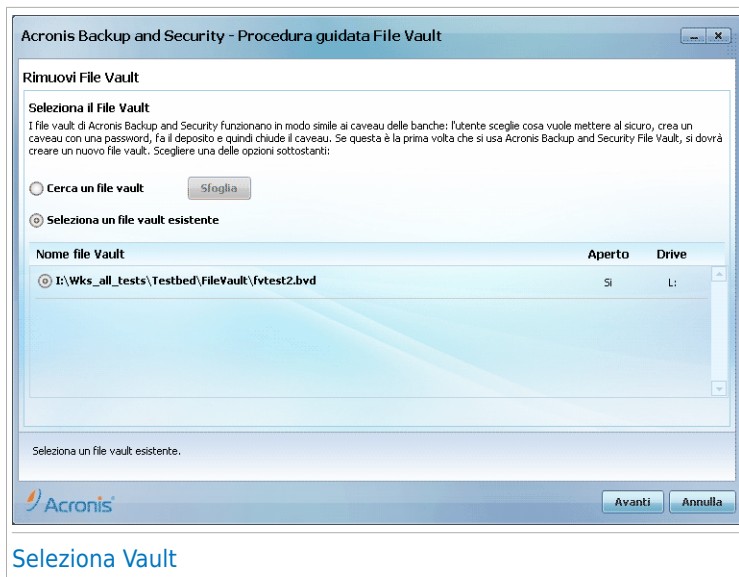 Acronis Backup and Security - Procedura guidata File Vault
Rimuovi File Vault
Seleziona il File Vault
I file vault di Acronis Backup and Security funzionano in modo simile ai caveau delle banche: l'utente sceglie cosa vuole mettere al sicuro, crea un
caveau con una password, fa il deposito e quindi chiude il caveau. Se questa è la prima volta che si usa Acronis Backup and Security File Vault, si dovrà
creare un nuovo file vault. Scegliere una delle opzioni sottostanti:
Cerca un file vault Sfoglia
Seleziona un file vault esistente
Nome file Vault Aperto Drive
I:\Wks_all_tests\Testbed\FileVault\fvtest2.bvd Si L:
Seleziona un file vault esistente.
Acronis Avanti Annulla
Seleziona Vault